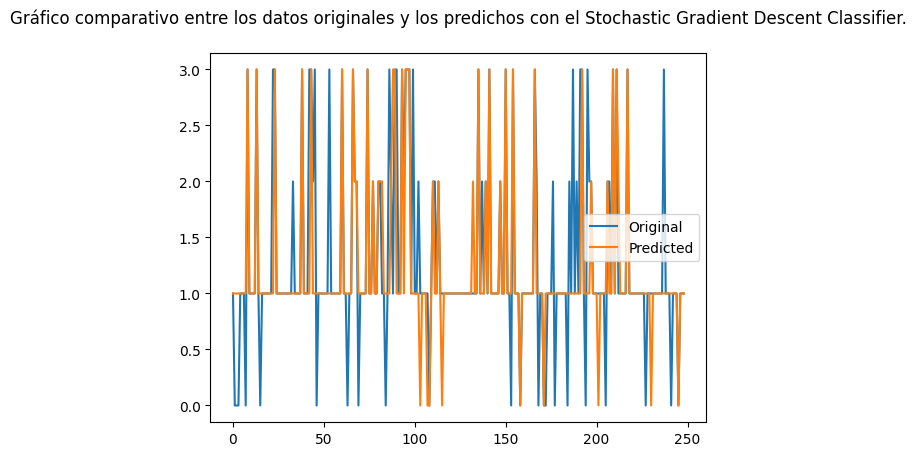 Gráfico comparativo entre los datos originales y los predichos con el Stochastic Gradient Descent Classifier.
3.0
2.5
2.0
1.5
1.0
0.5
0.0
Original
Predicted
0 50 100 150 200 250